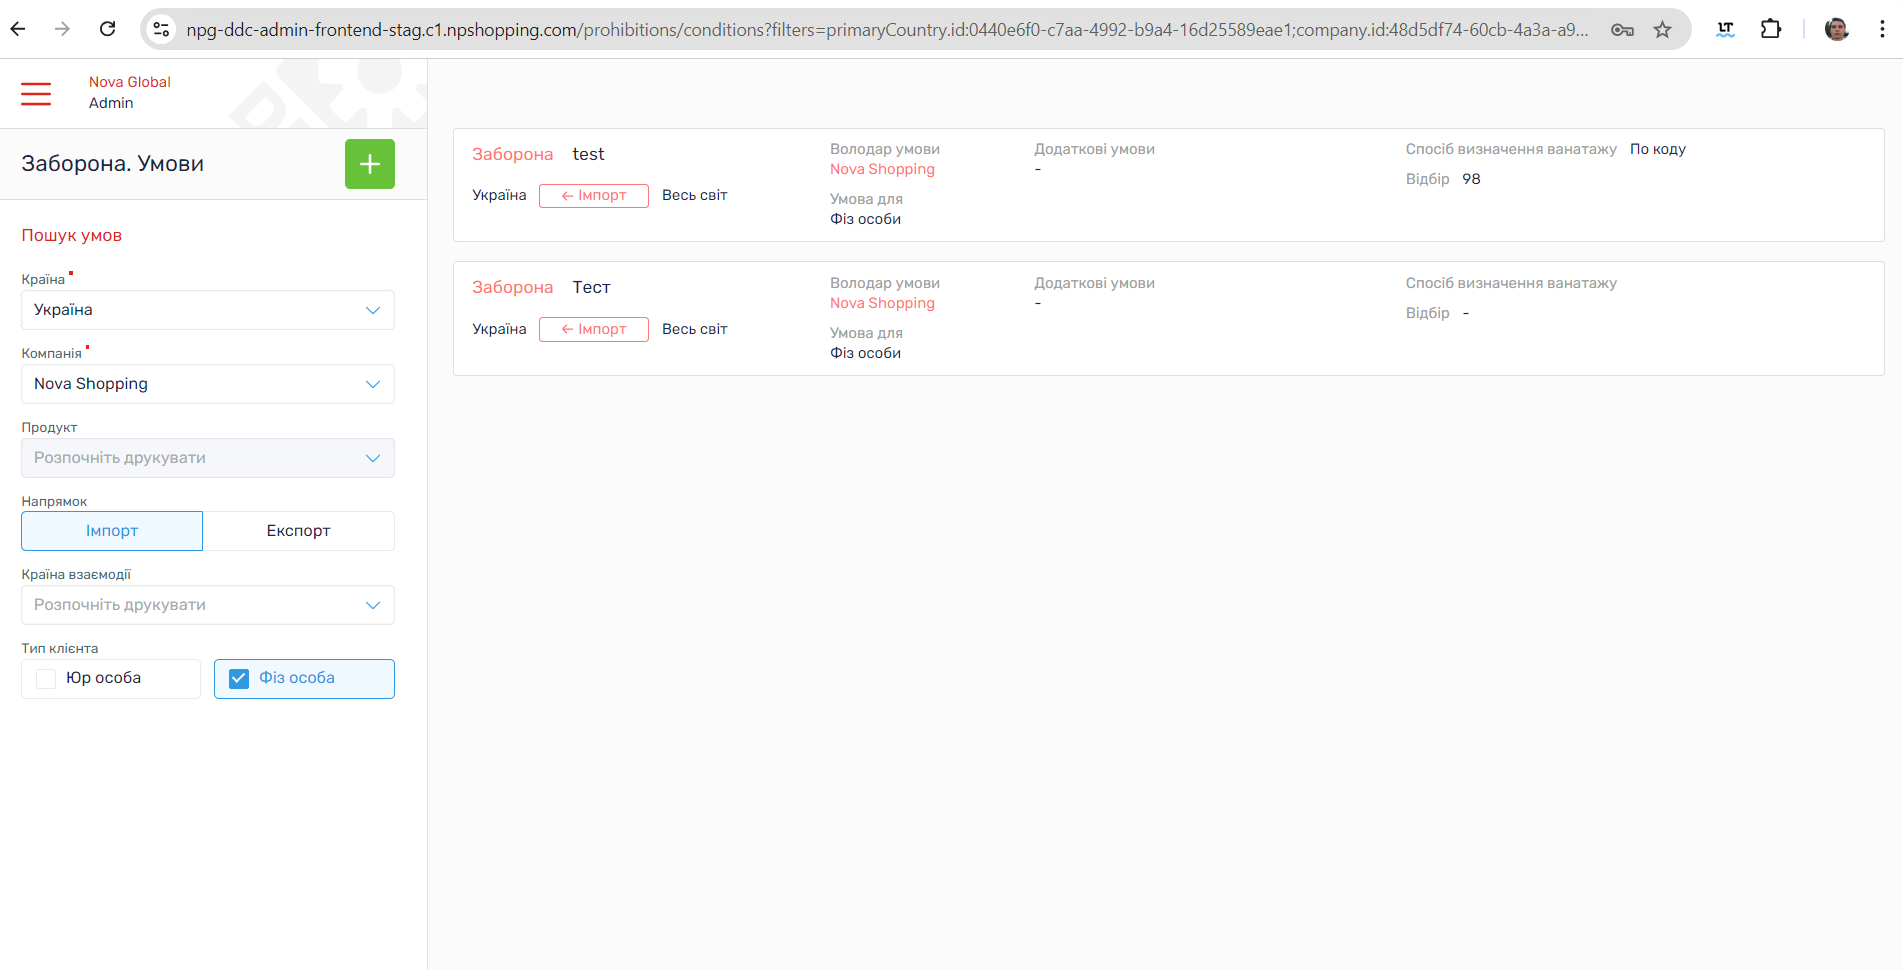 npg-ddc-admin-frontend-stag.c1.npshopping.com/prohibitions/conditions?filters=primaryCountry.id:0440e6f0-c7aa-4992-b9a4-16d25589eae1;company.id:48d5df74-60cb-4a3a-a9...
LT
Nova Global
Admin
Заборона. Умови
Пошук умов
Країна
Україна
Компанія
Nova Shopping
Продукт
Розпочніть друкувати
Напрямок
Імпорт Експорт
Країна взаємодії
Розпочніть друкувати
Тип клієнта
Юр особа Фіз особа
Заборона test
Україна ← Імпорт Весь світ
Володар умови
Nova Shopping
Умова для
Фіз особи
Додаткові умови
-
Спосіб визначення ванатажу По коду
Відбір 98
Заборона Тест
Україна ← Імпорт Весь світ
Володар умови
Nova Shopping
Умова для
Фіз особи
Додаткові умови
-
Спосіб визначення ванатажу
Відбір -